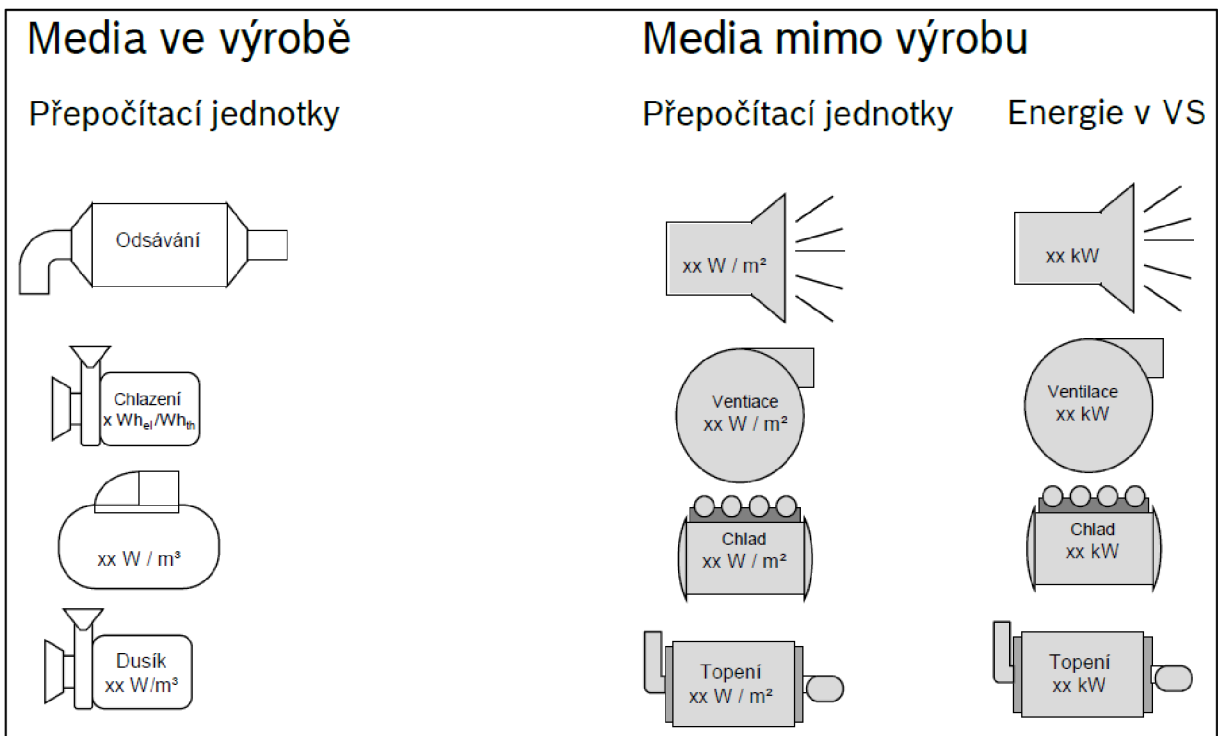 Media ve výrobě
Přepočítací jednotky
Odsávání
Chlazení
x Whel/Whth
xx W / m³
Dusík
xx W/m³
Media mimo výrobu
Přepočítací jednotky
Energie v VS
xx W / m²
xx kW
Ventiace
xx W / m²
Ventilace
xx kW
Chlad
xx W / m²
Chlad
xx kW
Topení
xx W / m²
Topení
xx kW